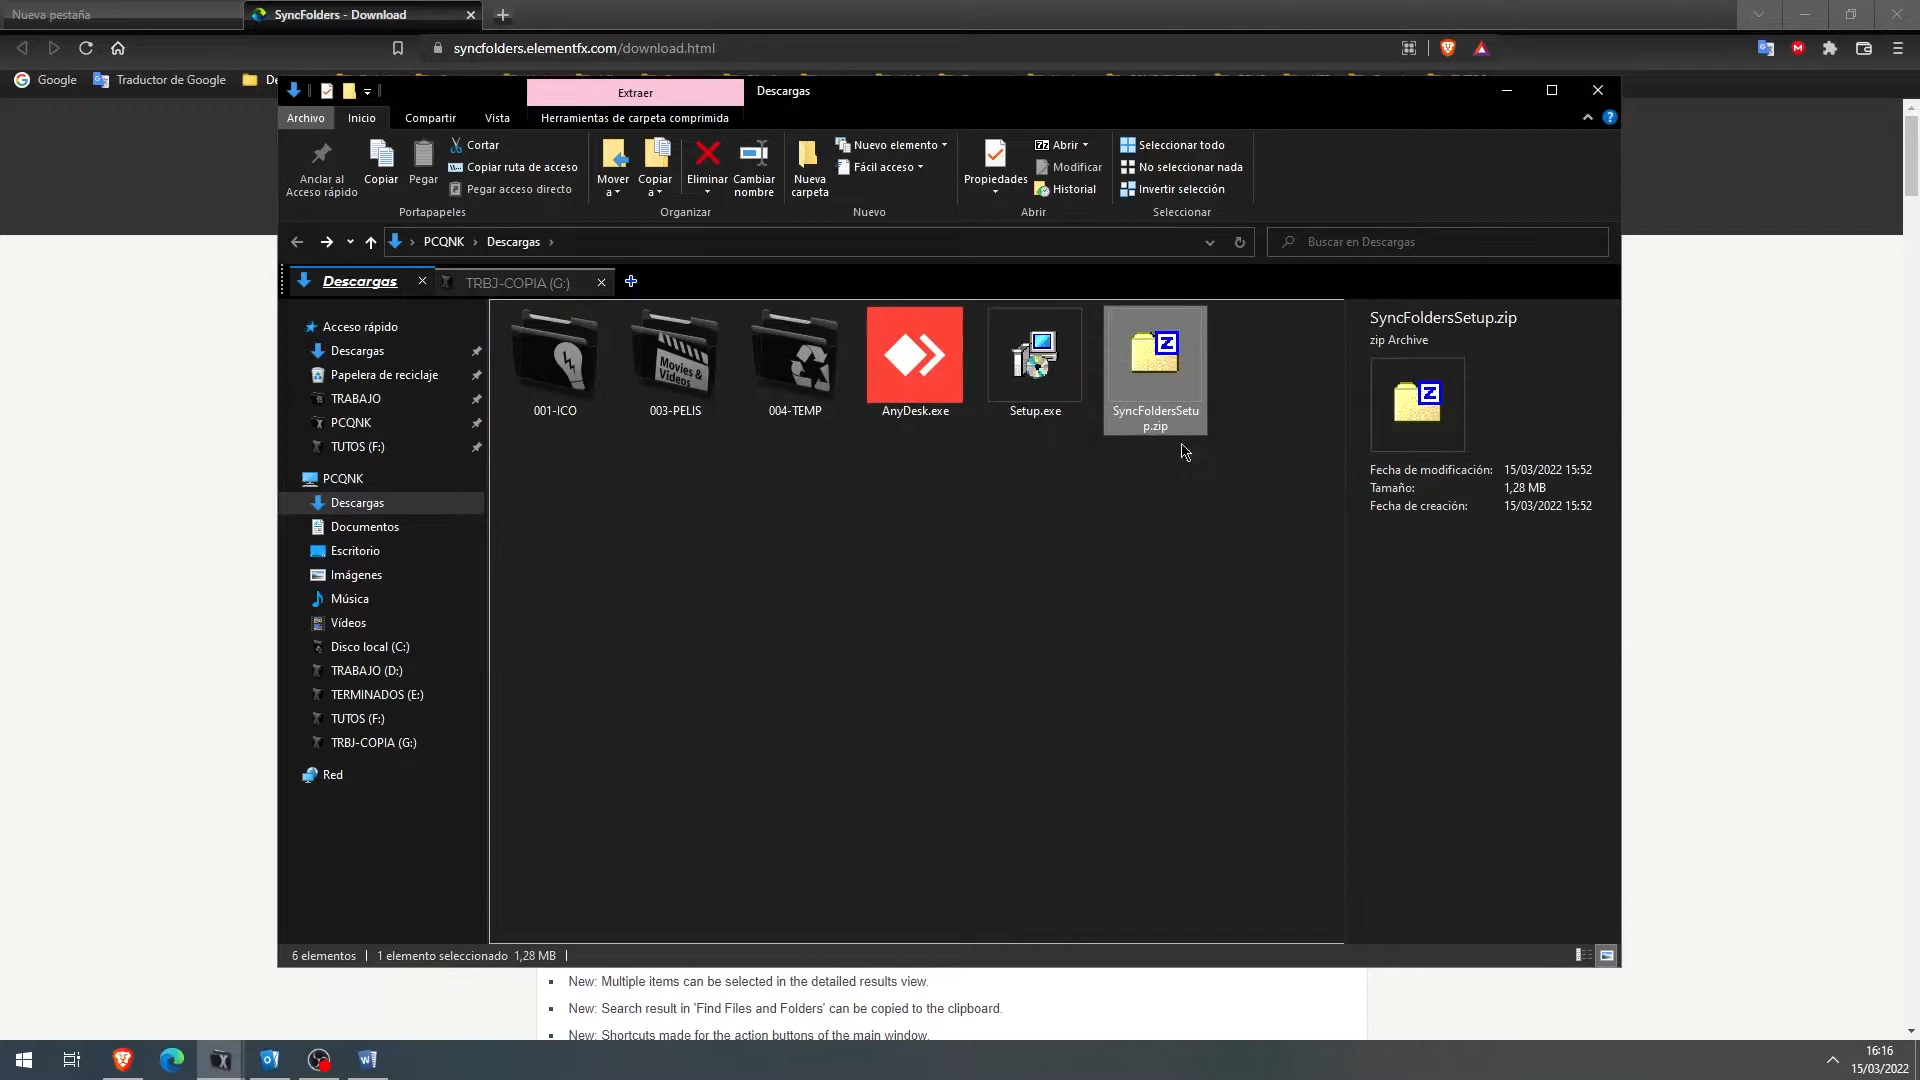 Nueva pestaña
SyncFolders - Download
syncfolders.elementfx.com/download.html
Google
Traductor de Google
De
Extraer
Descargas
Archivo
Inicio
Compartir
Vista
Herramientas de carpeta comprimida
Anclar al
Acceso rápido
Copiar
Pegar
Cortar
Copiar ruta de acceso
Pegar acceso directo
Portapapeles
Mover
a
Copiar
a
Eliminar
Cambiar
nombre
Organizar
Nueva
carpeta
Nuevo elemento
Fácil acceso
Nuevo
Propiedades
Abrir
Modificar
Historial
Abrir
Seleccionar todo
No seleccionar nada
Invertir selección
Seleccionar
PCQNK
Descargas
Buscar en Descargas
Descargas
TRBJ-COPIA (G:)
Acceso rápido
Descargas
Papelera de reciclaje
TRABAJO
PCQNK
TUTOS (F:)
PCQNK
Descargas
Documentos
Escritorio
Imágenes
Música
Vídeos
Disco local (C:)
TRABAJO (D:)
TERMINADOS (E:)
TUTOS (F:)
TRBJ-COPIA (G:)
Red
Movies &
Videos
001-ICO
003-PELIS
004-TEMP
AnyDesk.exe
Setup.exe
SyncFoldersSetu
p.zip
SyncFoldersSetup.zip
zip Archive
Fecha de modificación: 15/03/2022 15:52
Tamaño: 1,28 MB
Fecha de creación: 15/03/2022 15:52
6 elementos
1 elemento seleccionado 1,28 MB
New: Multiple items can be selected in the detailed results view.
New: Search result in 'Find Files and Folders' can be copied to the clipboard.
New: Shortcuts made for the action buttons of the main window.
16:16
15/03/2022